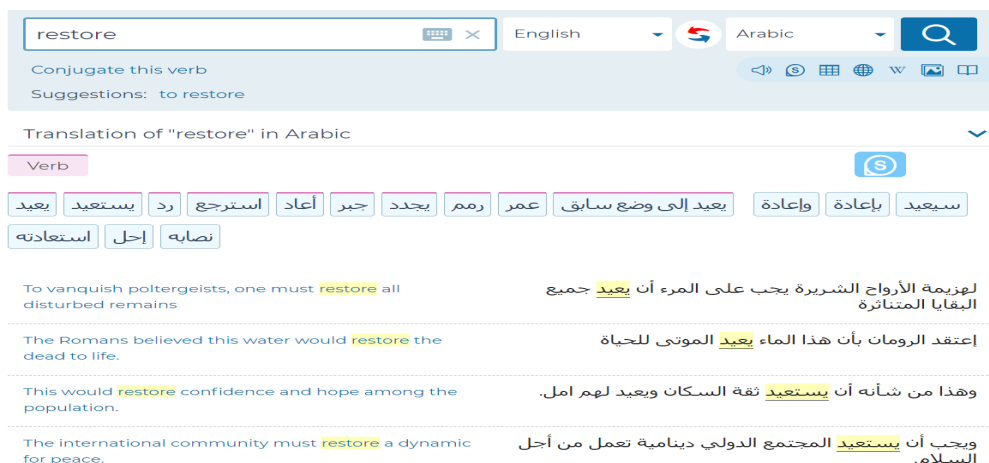 restore English Arabic
Conjugate this verb
Suggestions: to restore
Translation of "restore" in Arabic
Verb
يعيد يستعيد رد استرجع أعاد جبر يجدد رمم عمر يعيد إلى وضع سابق وإعادة بإعادة سيعيد
استعادته إحل نصابه
To vanquish poltergeists, one must restore all
disturbed remains
لهزيمة الأرواح الشريرة يجب على المرء أن يعيد جميع
البقايا المتناثرة
The Romans believed this water would restore the
dead to life.
إعتقد الرومان بأن هذا الماء يعيد الموتى للحياة
This would restore confidence and hope among the
population.
وهذا من شأنه أن يستعيد ثقة السكان ويعيد لهم امل.
The international community must restore a dynamic
for peace.
ويجب أن يستعيد المجتمع الدولي دينامية تعمل من أجل
السلام.